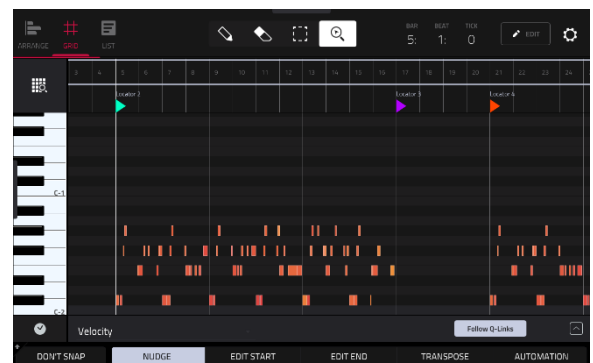 ARRANGE GRID LIST
BAR BEAT TICK
5: 1: 0
EDIT
3 4 5 6 7 8 9 10 11 12 13 14 15 16 17 18 19 20 21 22 23 24
Locator 2 Locator 3 Locator 4
C-1
C-2
Velocity
Follow Q-Links
DON'T SNAP NUDGE EDIT START EDIT END TRANSPOSE AUTOMATION